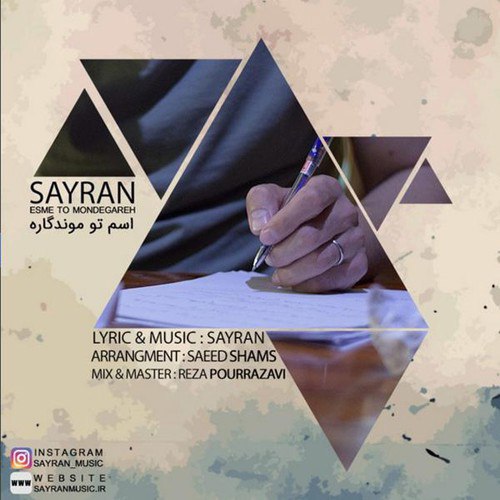 SAYRAN
ESME TO MONDEGAREH
اسم تو موندگاره
LYRIC & MUSIC : SAYRAN
ARRANGMENT : SAEED SHAMS
MIX & MASTER : REZA POURRAZAVI
INSTAGRAM
SAYRAN_MUSIC
www
WEBSITE
SAYRANMUSIC.IR